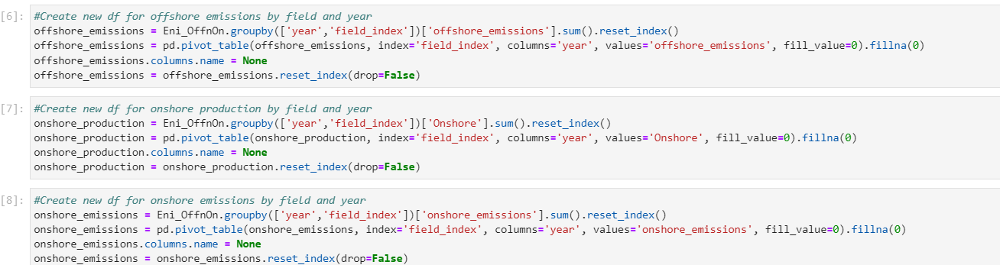 [6]: #Create new df for offshore emissions by field and year
offshore_emissions = Eni_OffnOn.groupby(['year','field_index'])['offshore_emissions'].sum().reset_index()
offshore_emissions = pd.pivot_table(offshore_emissions, index='field_index', columns='year', values='offshore_emissions', fill_value=0).fillna(0)
offshore_emissions.columns.name = None
offshore_emissions = offshore_emissions.reset_index(drop=False)
[7]: #Create new df for onshore production by field and year
onshore_production = Eni_OffnOn.groupby(['year','field_index'])['Onshore'].sum().reset_index()
onshore_production = pd.pivot_table(onshore_production, index='field_index', columns='year', values='Onshore', fill_value=0).fillna(0)
onshore_production.columns.name = None
onshore_production = onshore_production.reset_index(drop=False)
[8]: #Create new df for onshore emissions by field and year
onshore_emissions = Eni_OffnOn.groupby(['year','field_index'])['onshore_emissions'].sum().reset_index()
onshore_emissions = pd.pivot_table(onshore_emissions, index='field_index', columns='year', values='onshore_emissions', fill_value=0).fillna(0)
onshore_emissions.columns.name = None
onshore_emissions = onshore_emissions.reset_index(drop=False)